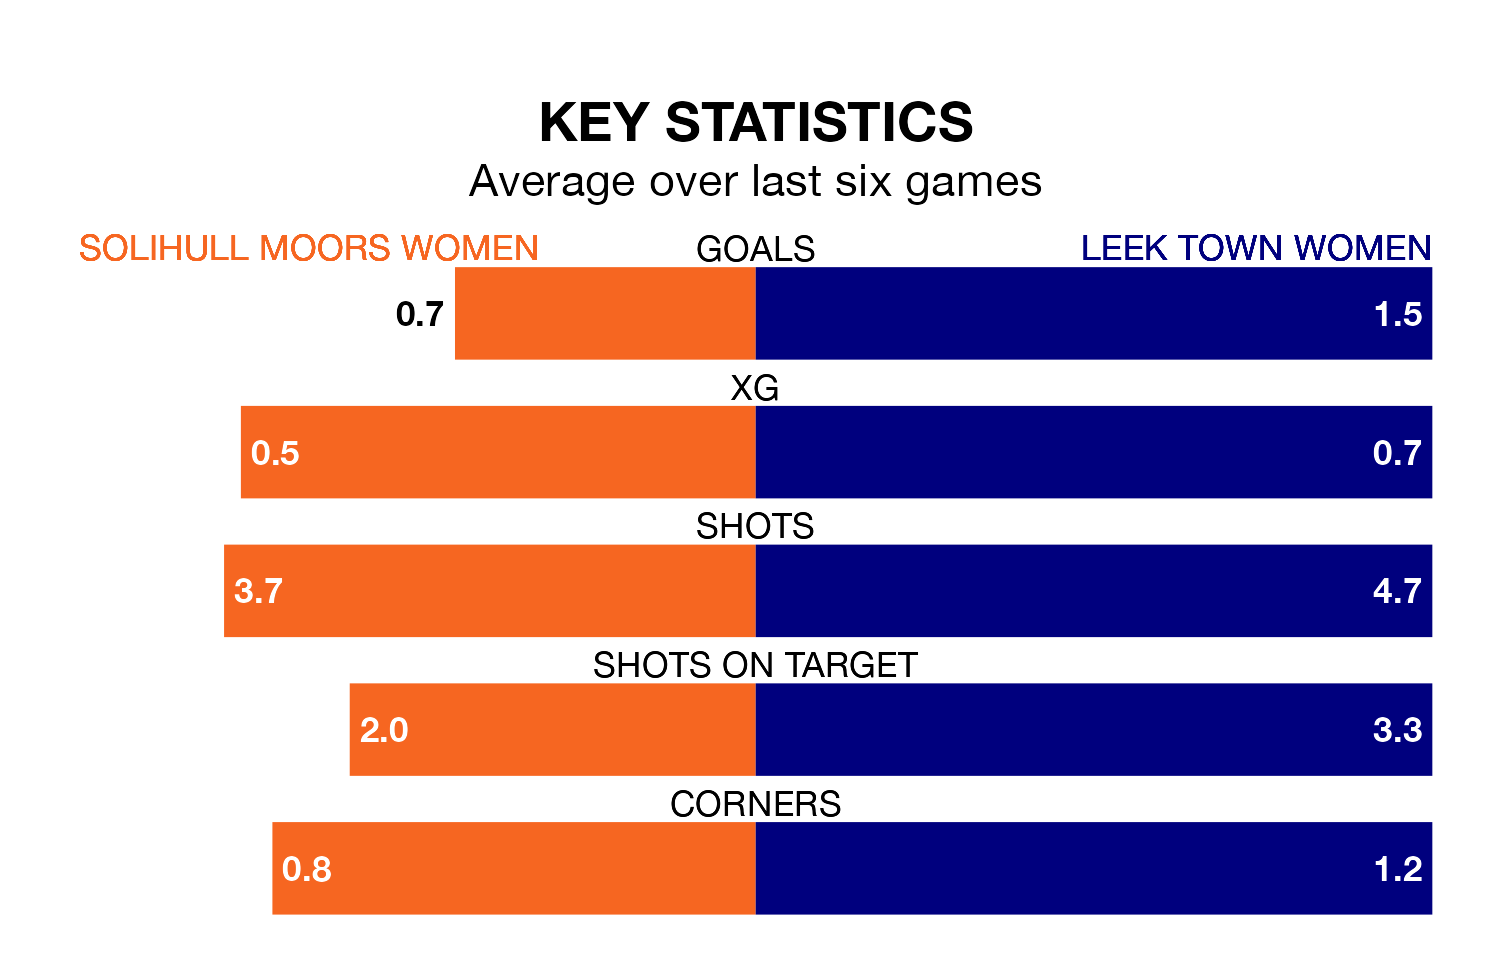 KEY STATISTICS
Average over last six games
SOLIHULL MOORS WOMEN GOALS LEEK TOWN WOMEN
0.7 1.5
XG
0.5 0.7
SHOTS
3.7 4.7
SHOTS ON TARGET
2.0 3.3
CORNERS
0.8 1.2